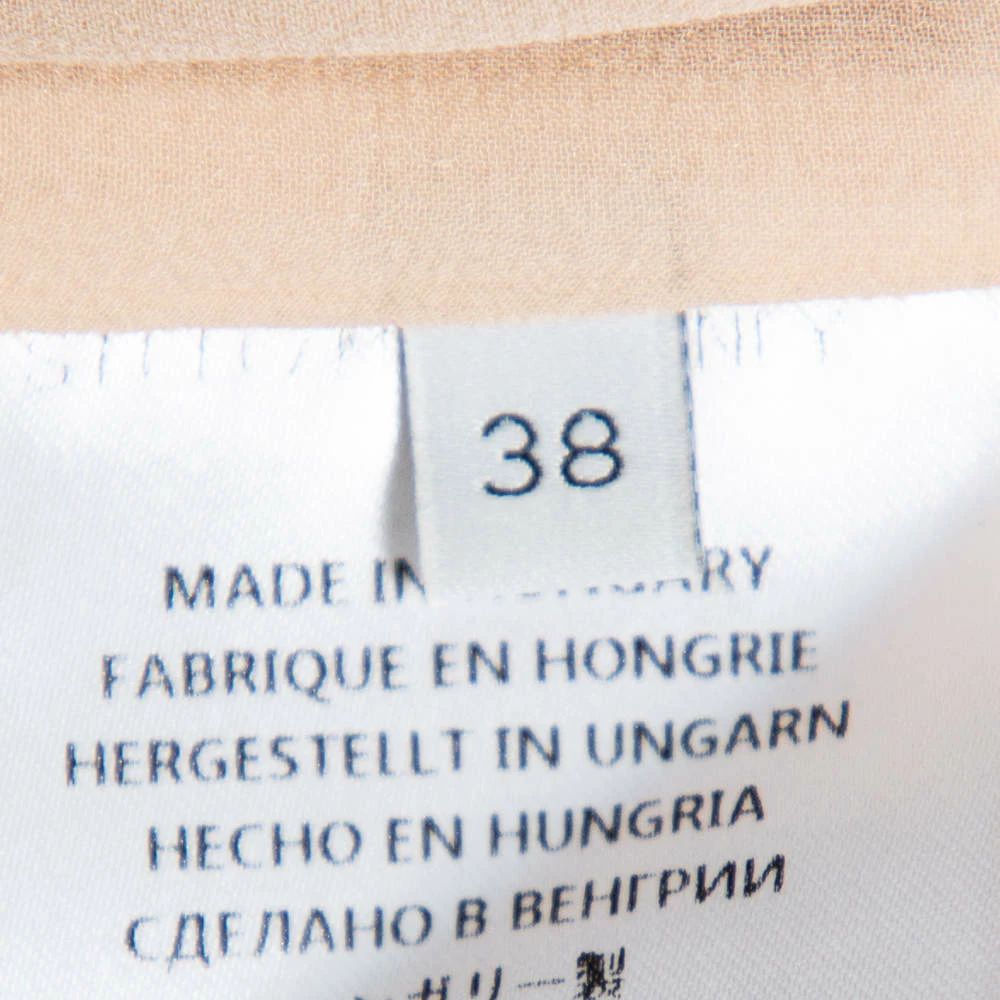 38
MADE IN HUNGARY
FABRIQUE EN HONGRIE
HERGESTELLT IN UNGARN
HECHO EN HUNGRIA
СДЕЛАНО В ВЕНГРИИ